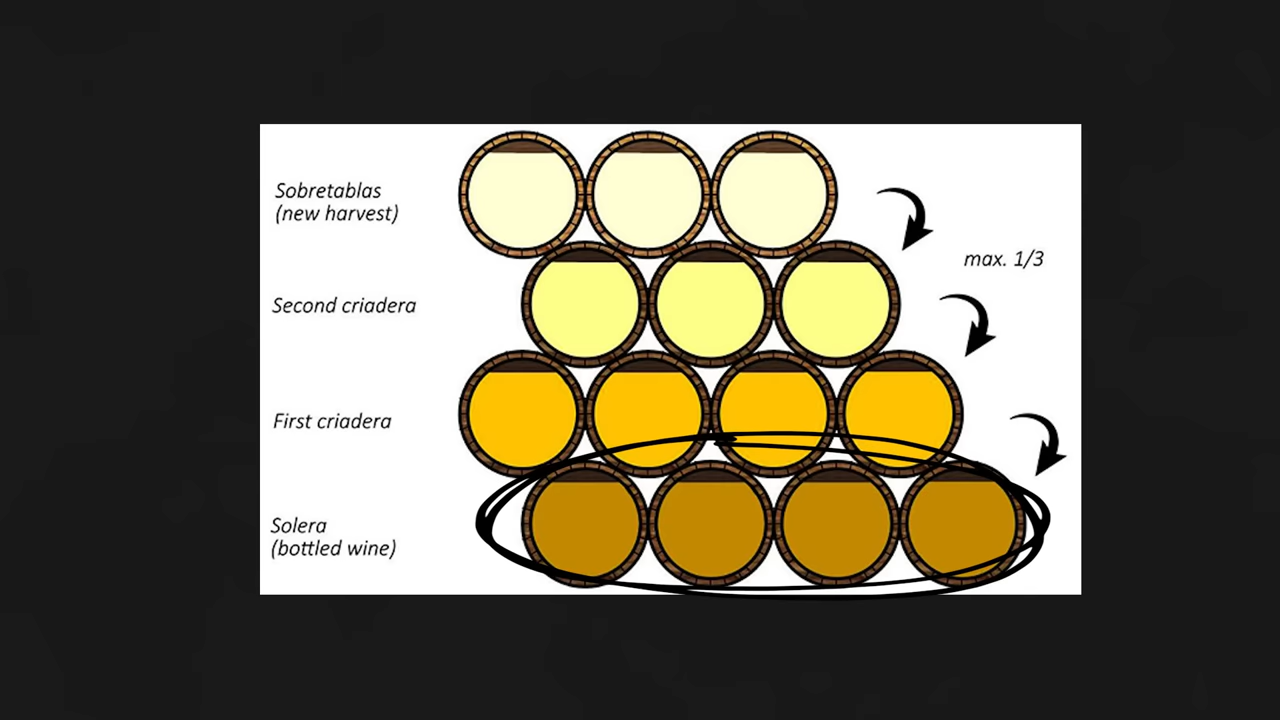 Sobretablas
(new harvest)
max. 1/3
Second criadera
First criadera
Solera
(bottled wine)